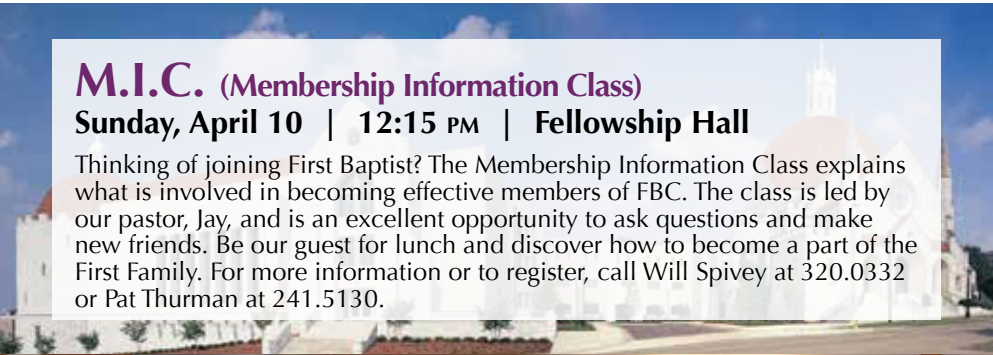 M.I.C. (Membership Information Class)
Sunday, April 10 | 12:15 PM | Fellowship Hall
Thinking of joining First Baptist? The Membership Information Class explains
what is involved in becoming effective members of FBC. The class is led by
our pastor, Jay, and is an excellent opportunity to ask questions and make
new friends. Be our guest for lunch and discover how to become a part of the
First Family. For more information or to register, call Will Spivey at 320.0332
or Pat Thurman at 241.5130.